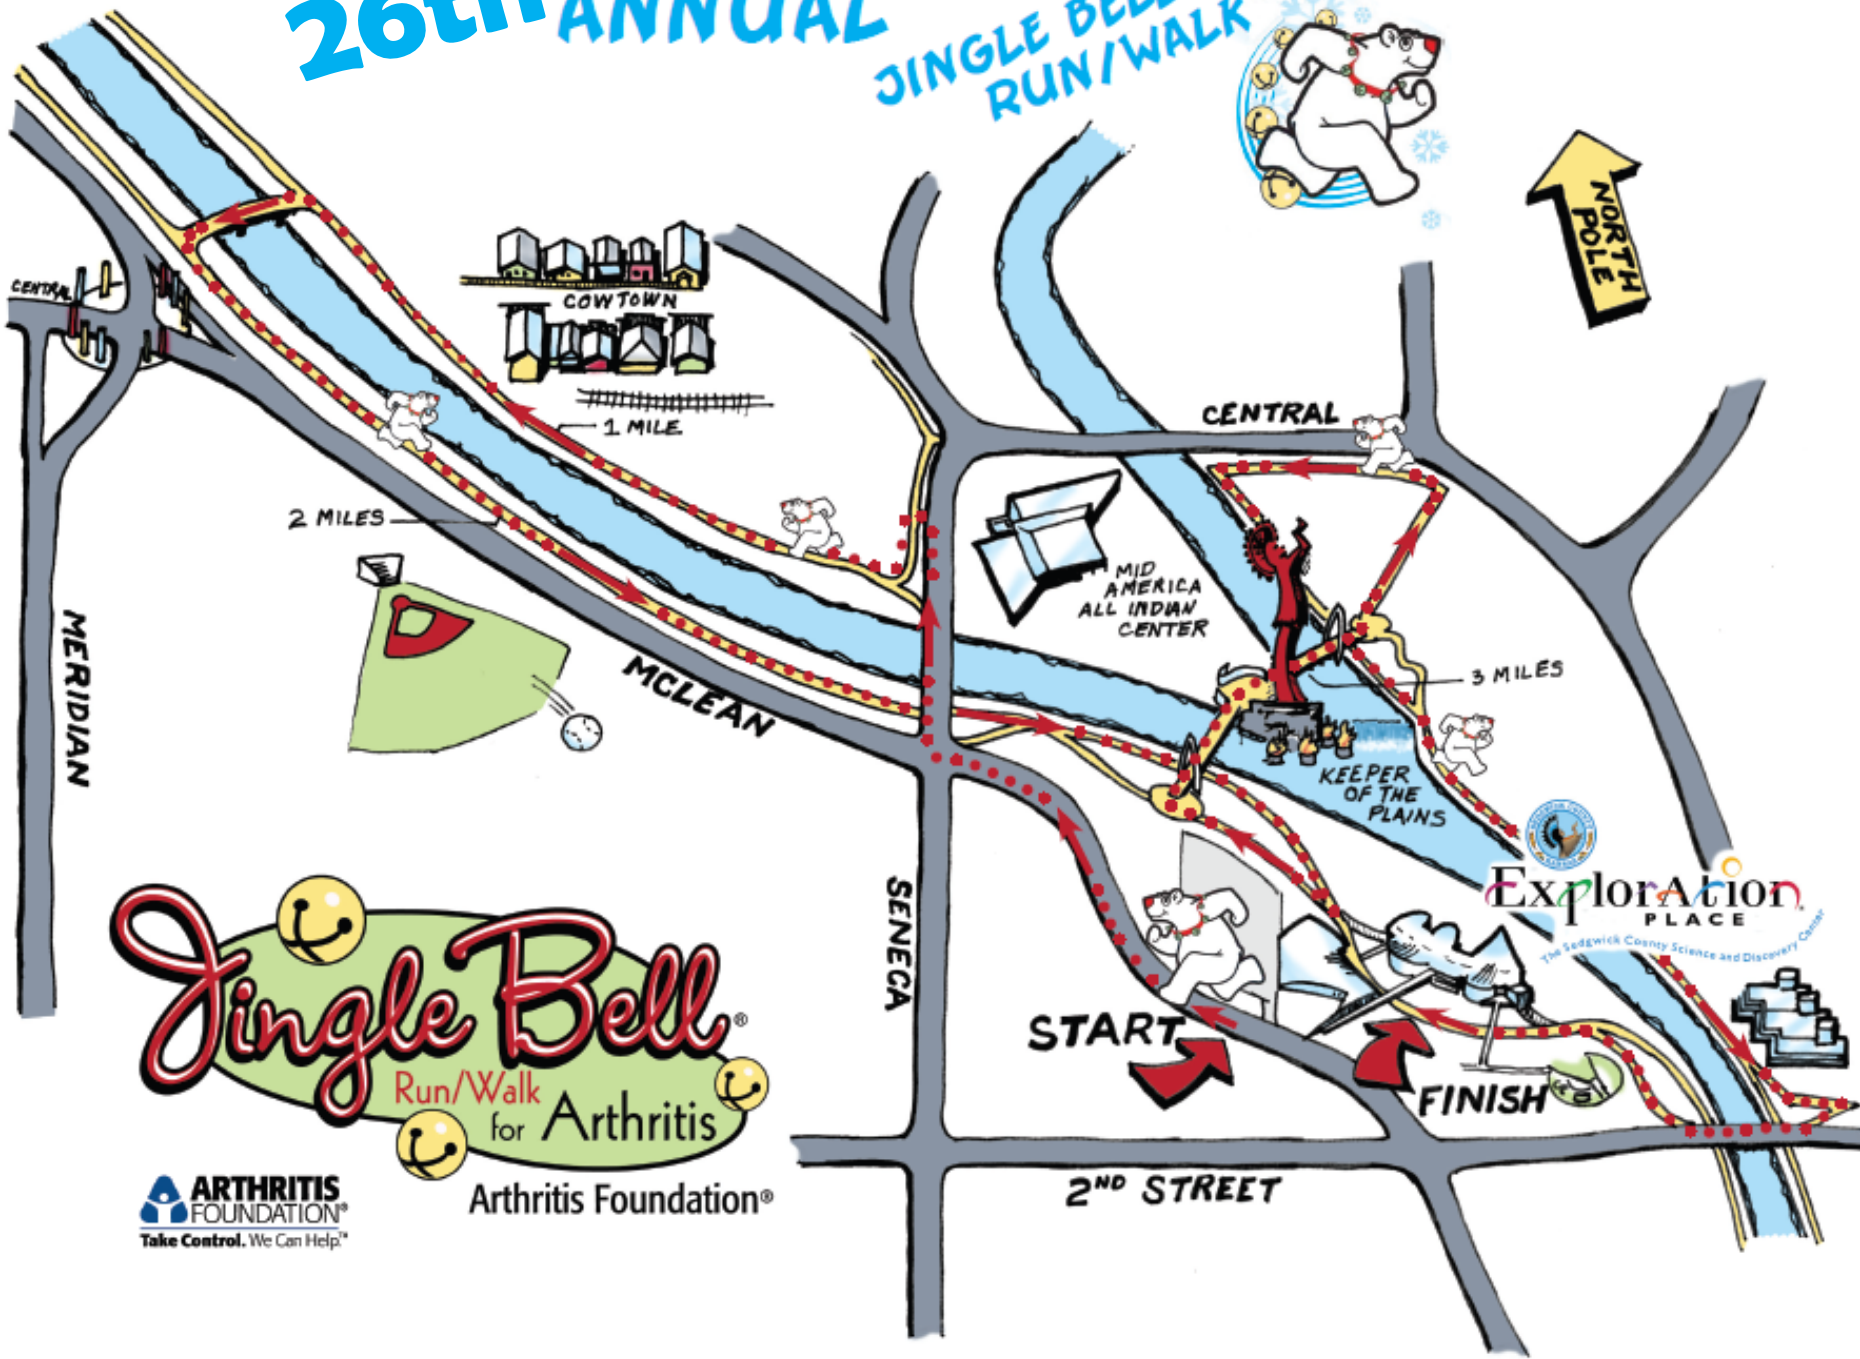 26th ANNUAL
JINGLE BELL
RUN/WALK
NORTH
POLE
CENTRAL
COWTOWN
1 MILE
CENTRAL
2 MILES
MID
AMERICA
ALL INDIAN
CENTER
MERIDIAN
MCLEAN
3 MILES
KEEPER
OF THE
PLAINS
Exploration
PLACE
The Sedgwick County Science and Discovery Center
SENECA
START
FINISH
2ND STREET
Jingle Bell®
Run/Walk
for Arthritis
Arthritis Foundation®
ARTHRITIS
FOUNDATION®
Take Control. We Can Help.™